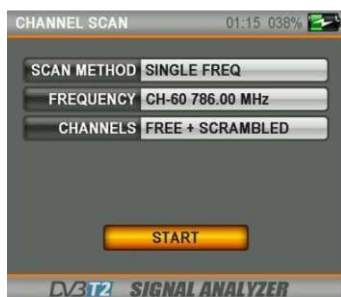 CHANNEL SCAN 01:15 038%
SCAN METHOD SINGLE FREQ
FREQUENCY CH-60 786.00 MHz
CHANNELS FREE + SCRAMBLED
START
DVB T2 SIGNAL ANALYZER